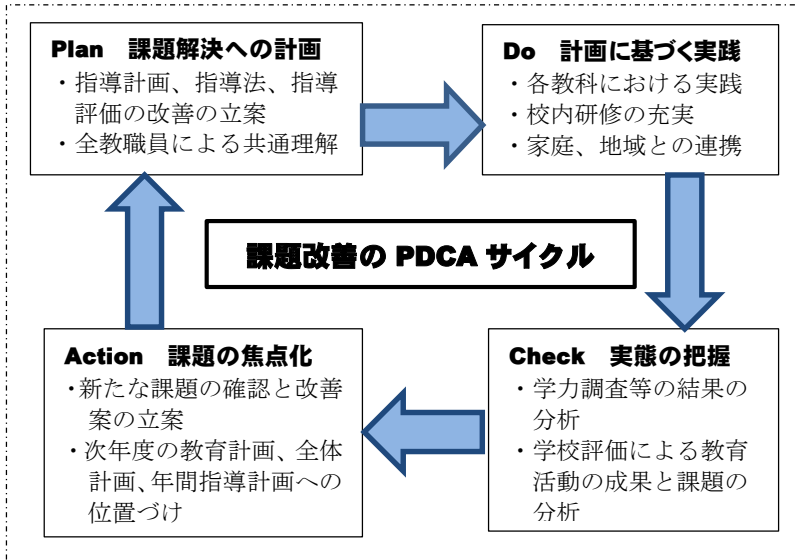 Plan　課題解決への計画
・指導計画、指導法、指導
評価の改善の立案
・全教職員による共通理解
Do　計画に基づく実践
・各教科における実践
・校内研修の充実
・家庭、地域との連携
課題改善の PDCA サイクル
Action　課題の焦点化
・新たな課題の確認と改善
案の立案
・次年度の教育計画、全体
計画、年間指導計画への
位置づけ
Check　実態の把握
・学力調査等の結果の
分析
・学校評価による教育
活動の成果と課題の
分析